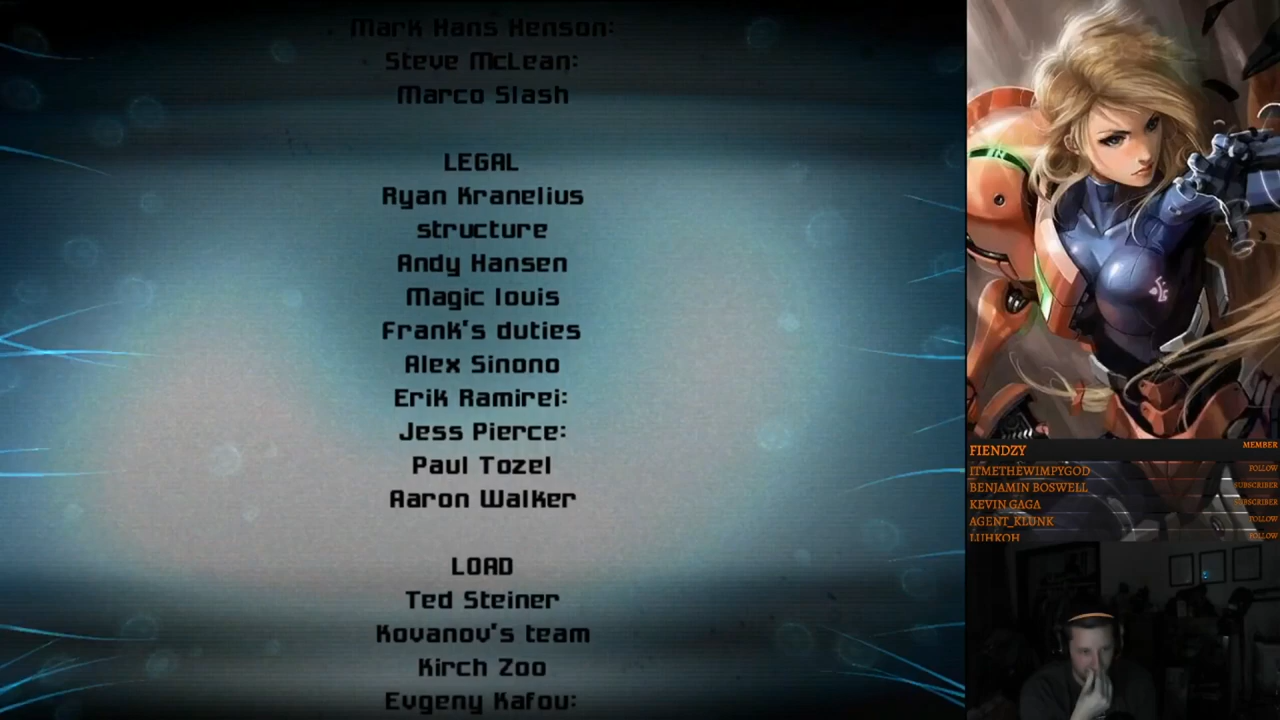 Mark Hans Henson:
Steve McLean:
Marco Slash
LEGAL
Ryan Kranelius
structure
Andy Hansen
Magic louis
Frank's duties
Alex Sinono
Erik Ramirei:
Jess Pierce:
Paul Tozel
Aaron Walker
LOAD
Ted Steiner
Kovanov's team
Kirch Zoo
Evgeny Kafou:
FIENDZY MEMBER
ITMETHEWIMPYGOD FOLLOW
BENJAMIN BOSWELL SUBSCRIBER
KEVIN GAGA SUBSCRIBER
AGENT_KLUNK FOLLOW
LUHKOH FOLLOW